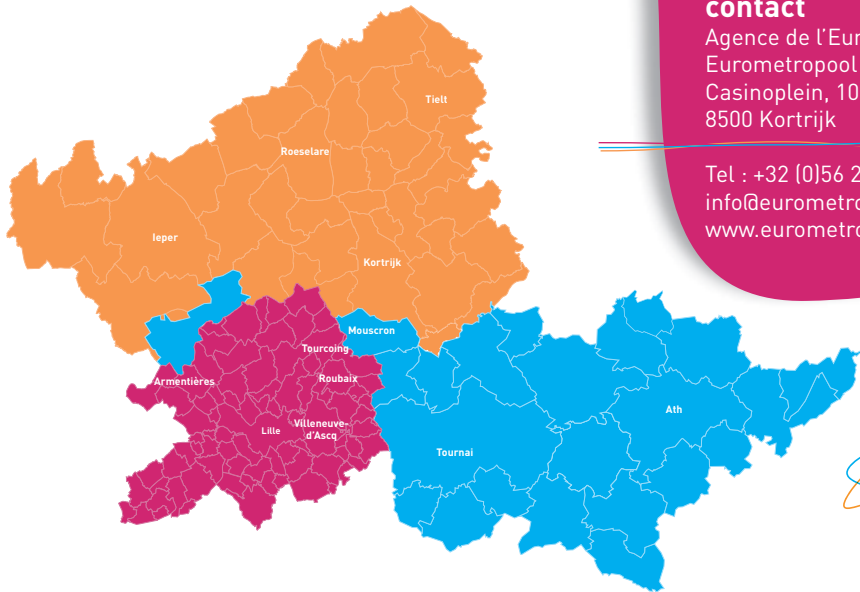 contact
Agence de l'Eur
Eurometropool
Casinoplein, 10
8500 Kortrijk
Tel : +32 (0)56 2
info@eurometro
www.eurometro
Tielt
Roeselare
Ieper
Kortrijk
Mouscron
Tourcoing
Armentières
Roubaix
Lille
Villeneuve-
d'Ascq
Ath
Tournai